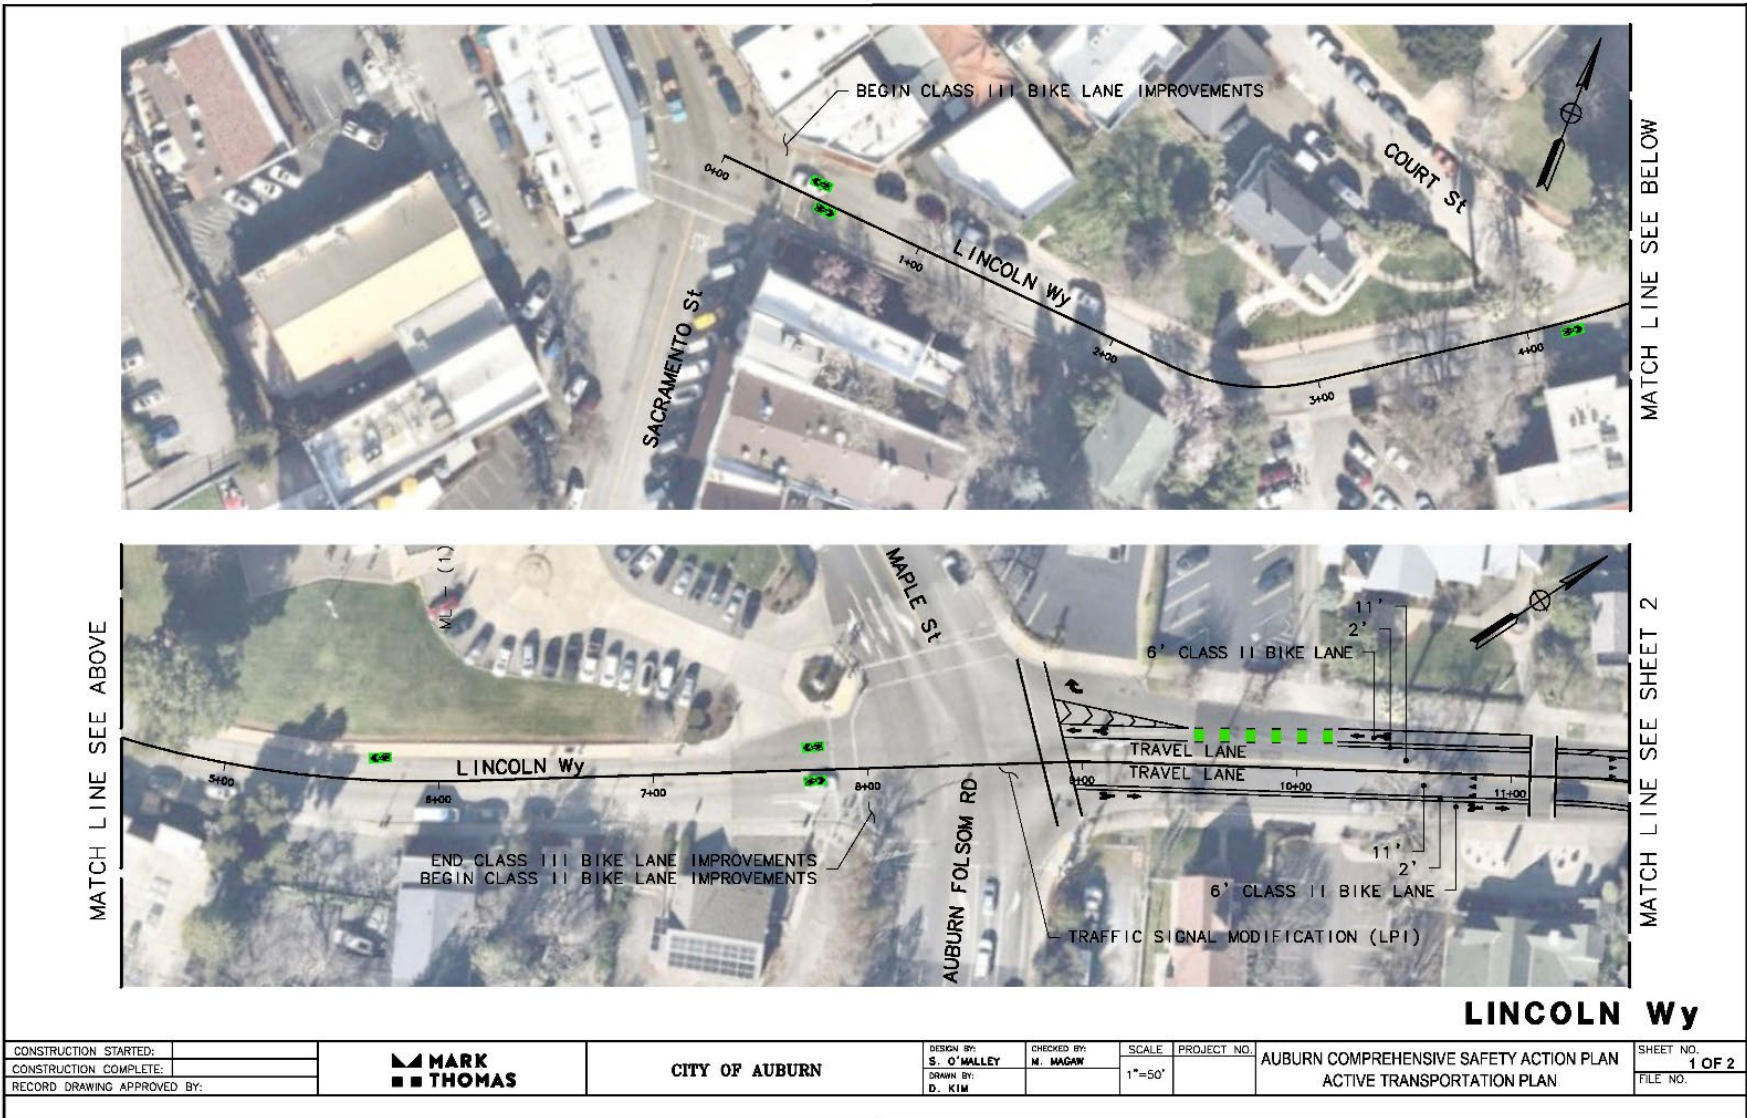 BEGIN CLASS III BIKE LANE IMPROVEMENTS
COURT St
MATCH LINE SEE BELOW
0+00
1+00
LINCOLN Wy
2+00
3+00
4+00
SACRAMENTO St
MATCH LINE SEE ABOVE
ML-(1)
MAPLE St
11'
2'
6' CLASS II BIKE LANE
MATCH LINE SEE SHEET 2
5+00
LINCOLN Wy
6+00
7+00
8+00
TRAVEL LANE
TRAVEL LANE
9+00
10+00
11+00
END CLASS III BIKE LANE IMPROVEMENTS
BEGIN CLASS II BIKE LANE IMPROVEMENTS
AUBURN FOLSOM RD
11'
2'
6' CLASS II BIKE LANE
TRAFFIC SIGNAL MODIFICATION (LPI)
LINCOLN Wy
CONSTRUCTION STARTED:
CONSTRUCTION COMPLETE:
RECORD DRAWING APPROVED BY:
MARK
THOMAS
CITY OF AUBURN
DESIGN BY:
S. O'MALLEY
DRAWN BY:
D. KIM
CHECKED BY:
M. MAGAW
SCALE
1"=50'
PROJECT NO.
AUBURN COMPREHENSIVE SAFETY ACTION PLAN
ACTIVE TRANSPORTATION PLAN
SHEET NO.
1 OF 2
FILE NO.